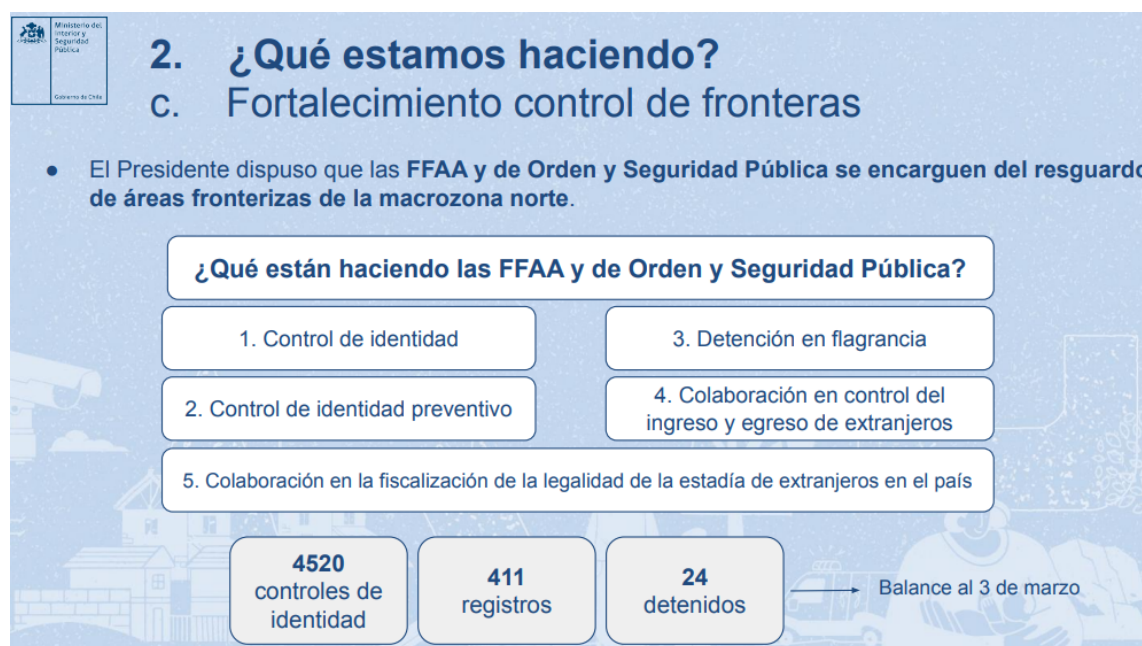 Ministerio del
Interior y
Seguridad
Pública
Gobierno de Chile
2. ¿Qué estamos haciendo?
c. Fortalecimiento control de fronteras
● El Presidente dispuso que las FFAA y de Orden y Seguridad Pública se encarguen del resguardo
de áreas fronterizas de la macrozona norte.
¿Qué están haciendo las FFAA y de Orden y Seguridad Pública?
1. Control de identidad
2. Control de identidad preventivo
3. Detención en flagrancia
4. Colaboración en control del
ingreso y egreso de extranjeros
5. Colaboración en la fiscalización de la legalidad de la estadía de extranjeros en el país
4520
controles de
identidad
411
registros
24
detenidos
Balance al 3 de marzo